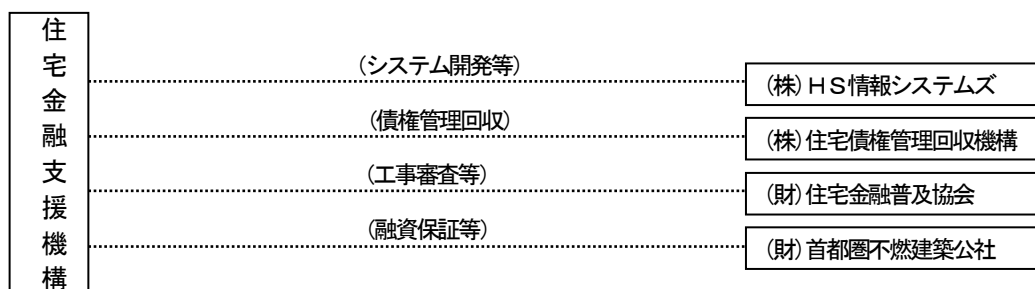 住宅金融支援機構
(システム開発等)
(株)HS情報システムズ
(債権管理回収)
(株)住宅債権管理回収機構
(工事審査等)
(財)住宅金融普及協会
(融資保証等)
(財)首都圏不燃建築公社